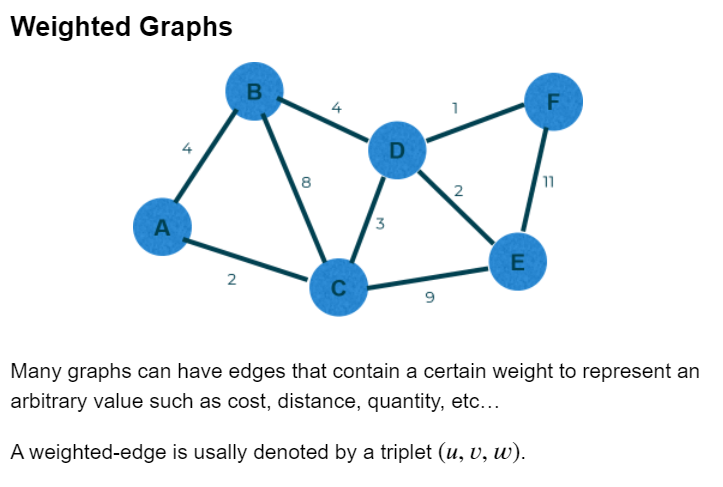 Weighted Graphs
B
4
F
1
4
D
8
2
11
A
3
2
C
E
9
Many graphs can have edges that contain a certain weight to represent an
arbitrary value such as cost, distance, quantity, etc…
A weighted-edge is usally denoted by a triplet (u, v, w).